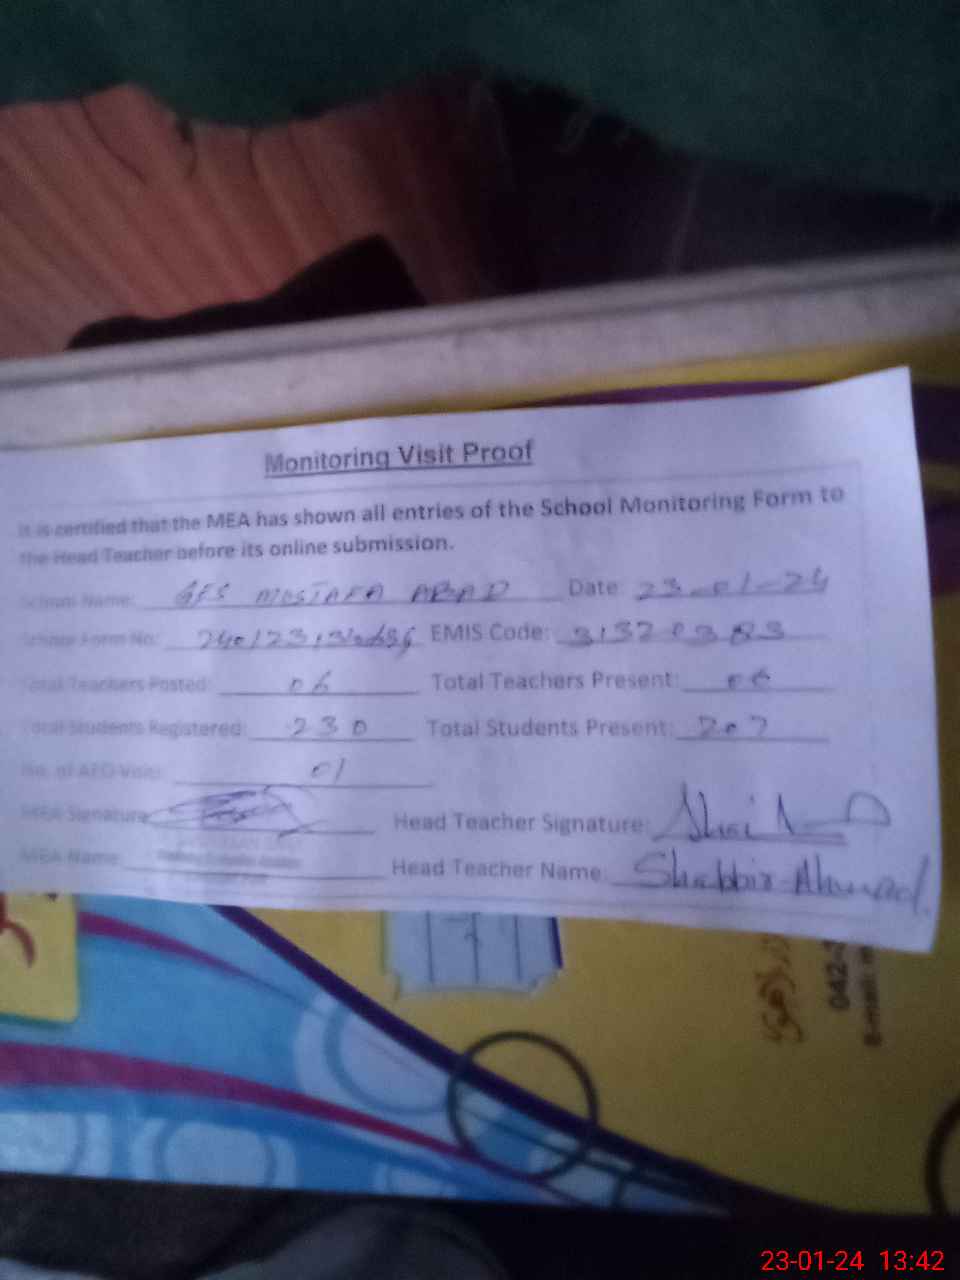 Monitoring Visit Proof
It is certified that the MEA has shown all entries of the School Monitoring Form to
the Head Teacher before its online submission.
School Name: GES MOSTAFA ABAD Date: 23-01-24
School Form No: EMIS Code: 31320383
Total Teachers Posted: 06 Total Teachers Present: 06
Total Students Registered: 230 Total Students Present: 207
No. of AEO Visit: 01
MEA Signature Head Teacher Signature:
MEA Name: Head Teacher Name: Shabbir Ahmad.
042-
E-mail:
23-01-24 13:42